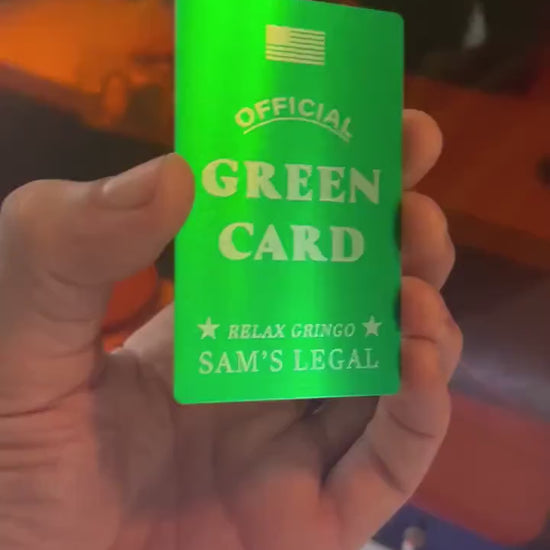 OFFICIAL
GREEN
CARD
★ RELAX GRINGO ★
SAM'S LEGAL